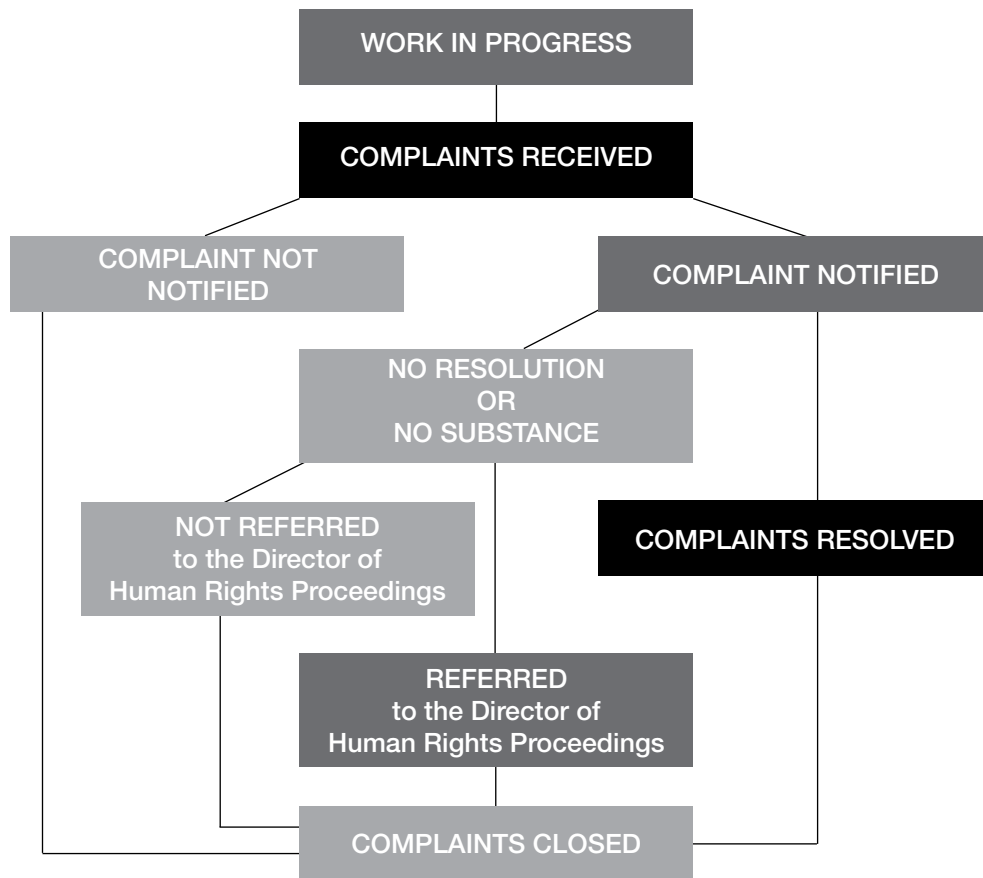 WORK IN PROGRESS
COMPLAINTS RECEIVED
COMPLAINT NOT
NOTIFIED
COMPLAINT NOTIFIED
NO RESOLUTION
OR
NO SUBSTANCE
NOT REFERRED
to the Director of
Human Rights Proceedings
COMPLAINTS RESOLVED
REFERRED
to the Director of
Human Rights Proceedings
COMPLAINTS CLOSED